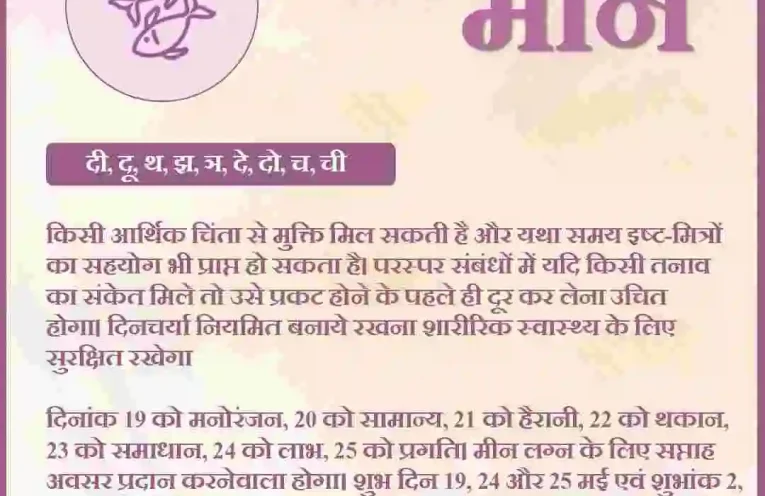 मीन
दी, दू, थ, झ, ञ, दे, दो, च, ची
किसी आर्थिक चिंता से मुक्ति मिल सकती है और यथा समय इष्ट-मित्रों
का सहयोग भी प्राप्त हो सकता है। परस्पर संबंधों में यदि किसी तनाव
का संकेत मिले तो उसे प्रकट होने के पहले ही दूर कर लेना उचित
होगा। दिनचर्या नियमित बनाये रखना शारीरिक स्वास्थ्य के लिए
सुरक्षित रखेगा
दिनांक 19 को मनोरंजन, 20 को सामान्य, 21 को हैरानी, 22 को थकान,
23 को समाधान, 24 को लाभ, 25 को प्रगति। मीन लग्न के लिए सप्ताह
अवसर प्रदान करनेवाला होगा। शुभ दिन 19, 24 और 25 मई एवं शुभांक 2,